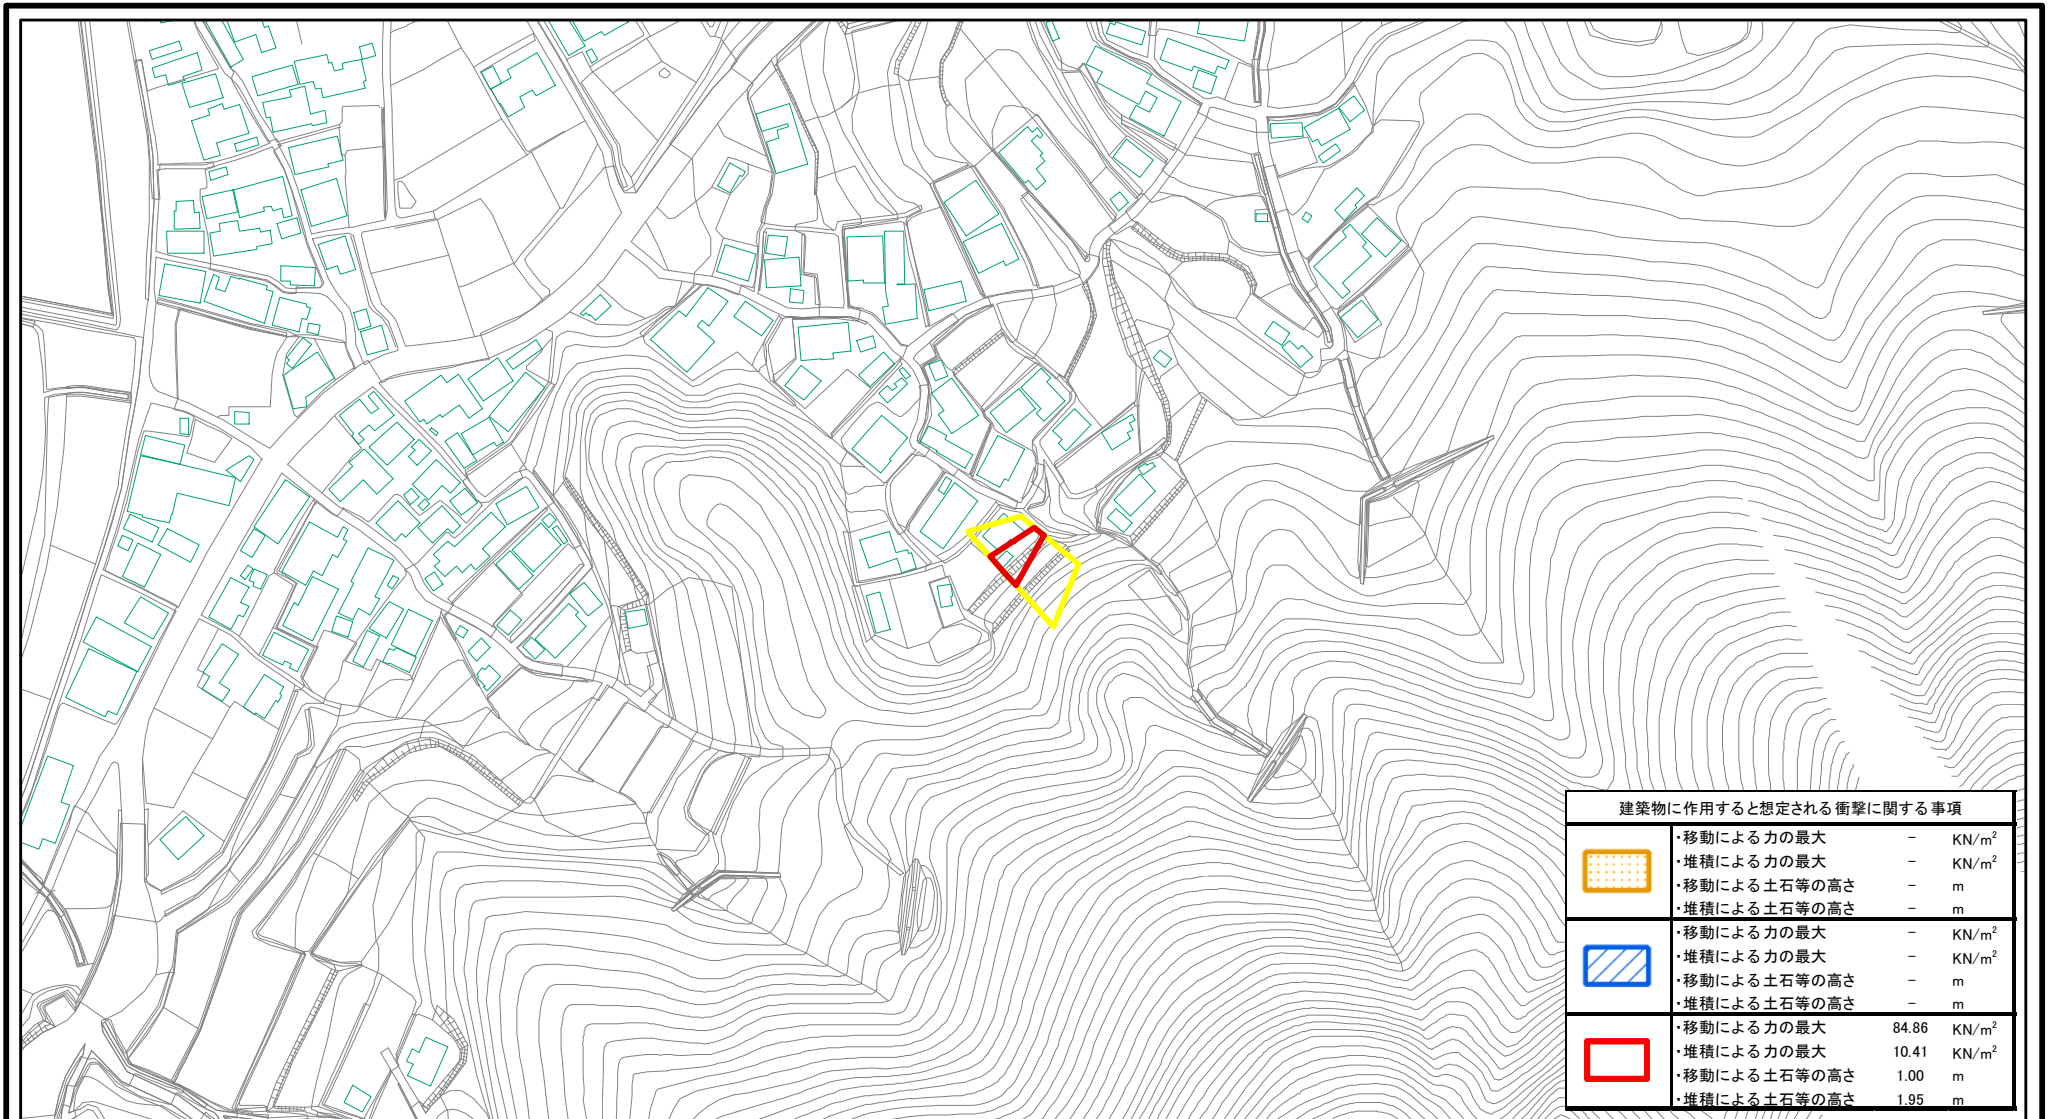 建築物に作用すると想定される衝撃に関する事項
・移動による力の最大 － KN/m²
・堆積による力の最大 － KN/m²
・移動による土石等の高さ － m
・堆積による土石等の高さ － m
・移動による力の最大 － KN/m²
・堆積による力の最大 － KN/m²
・移動による土石等の高さ － m
・堆積による土石等の高さ － m
・移動による力の最大 84.86 KN/m²
・堆積による力の最大 10.41 KN/m²
・移動による土石等の高さ 1.00 m
・堆積による土石等の高さ 1.95 m